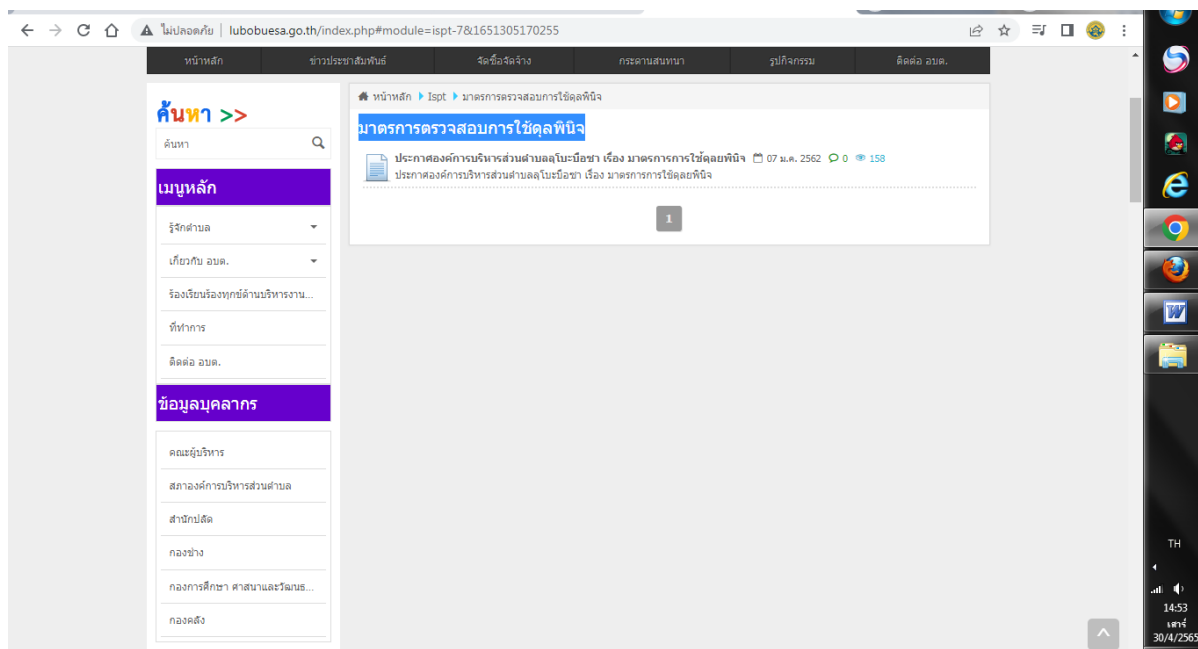 ไม่ปลอดภัย | lubobuesa.go.th/index.php#module=ispt-7&1651305170255
หน้าหลัก ข่าวประชาสัมพันธ์ จัดซื้อจัดจ้าง กระดานสนทนา รูปกิจกรรม ติดต่อ อบต.
หน้าหลัก Ispt มาตรการตรวจสอบการใช้ดุลพินิจ
ค้นหา >>
ค้นหา
มาตรการตรวจสอบการใช้ดุลพินิจ
ประกาศองค์การบริหารส่วนตำบลลุโบะบือซา เรื่อง มาตรการการใช้ดุลยพินิจ 07 ม.ค. 2562 0 158
ประกาศองค์การบริหารส่วนตำบลลุโบะบือซา เรื่อง มาตรการการใช้ดุลยพินิจ
1
เมนูหลัก
รู้จักตำบล
เกี่ยวกับ อบต.
ร้องเรียนร้องทุกข์ด้านบริหารงาน...
ที่ทำการ
ติดต่อ อบต.
ข้อมูลบุคลากร
คณะผู้บริหาร
สภาองค์การบริหารส่วนตำบล
สำนักปลัด
กองช่าง
กองการศึกษา ศาสนาและวัฒนธ...
กองคลัง
TH
14:53
เสาร์
30/4/2565